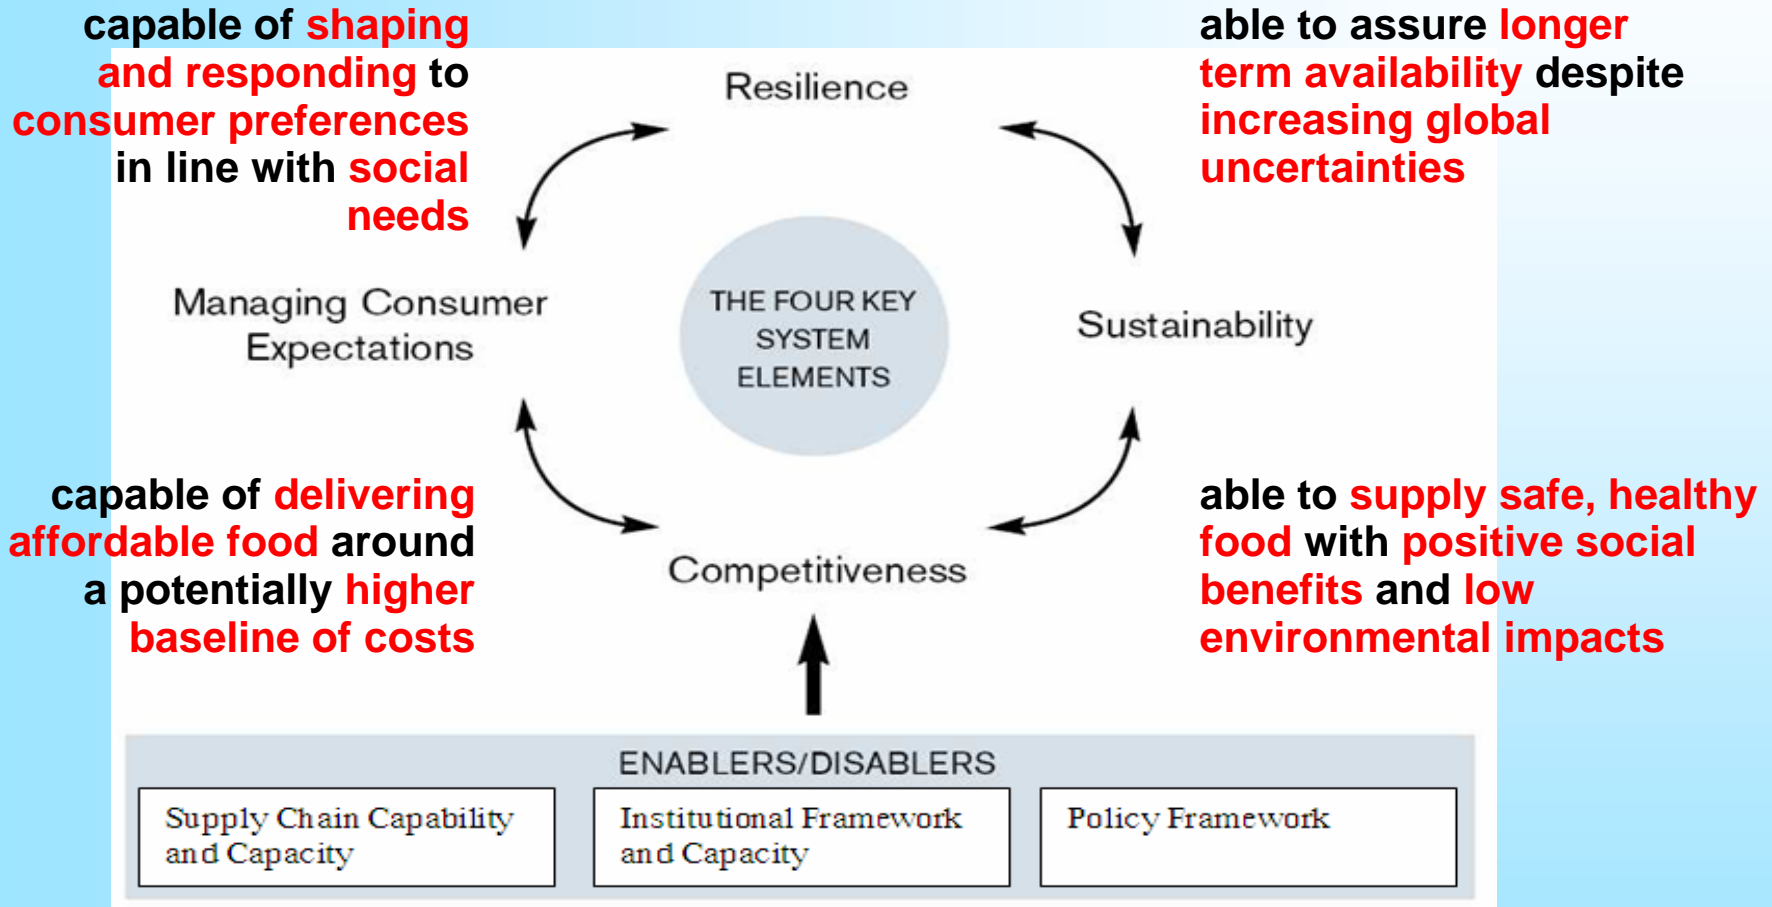 capable of shaping
and responding to
consumer preferences
in line with social
needs
Resilience
able to assure longer
term availability despite
increasing global
uncertainties
Managing Consumer
Expectations
THE FOUR KEY
SYSTEM
ELEMENTS
Sustainability
capable of delivering
affordable food around
a potentially higher
baseline of costs
Competitiveness
able to supply safe, healthy
food with positive social
benefits and low
environmental impacts
ENABLERS/DISABLERS
Supply Chain Capability
and Capacity
Institutional Framework
and Capacity
Policy Framework